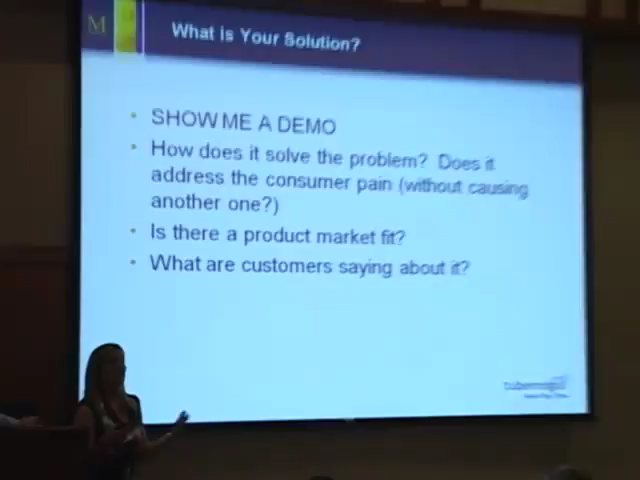 M
What is Your Solution?
• SHOW ME A DEMO
• How does it solve the problem? Does it
address the consumer pain (without causing
another one?)
• Is there a product market fit?
• What are customers saying about it?